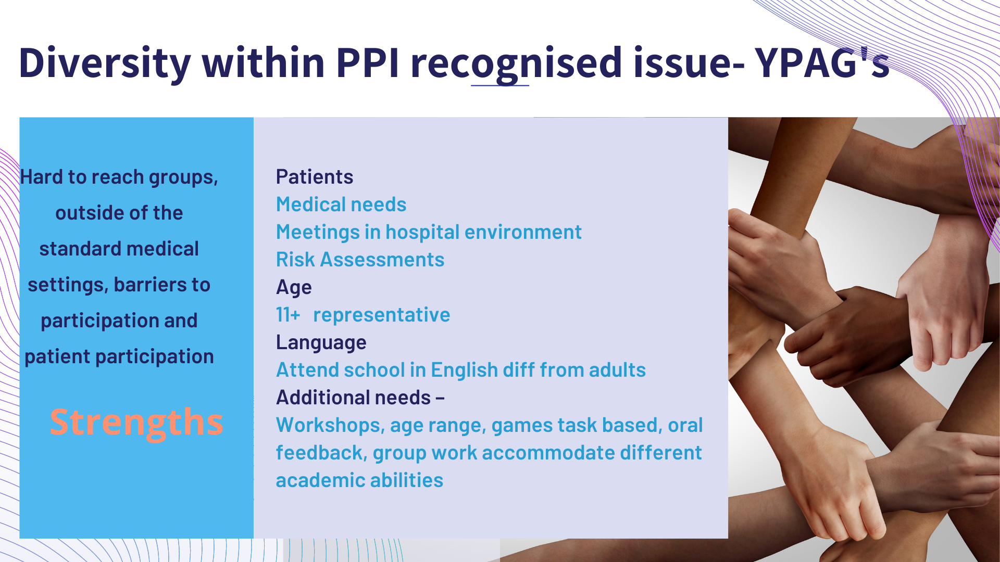 Diversity within PPI recognised issue- YPAG's
Hard to reach groups,
outside of the
standard medical
settings, barriers to
participation and
patient participation
Strengths
Patients
Medical needs
Meetings in hospital environment
Risk Assessments
Age
11+ representative
Language
Attend school in English diff from adults
Additional needs –
Workshops, age range, games task based, oral
feedback, group work accommodate different
academic abilities